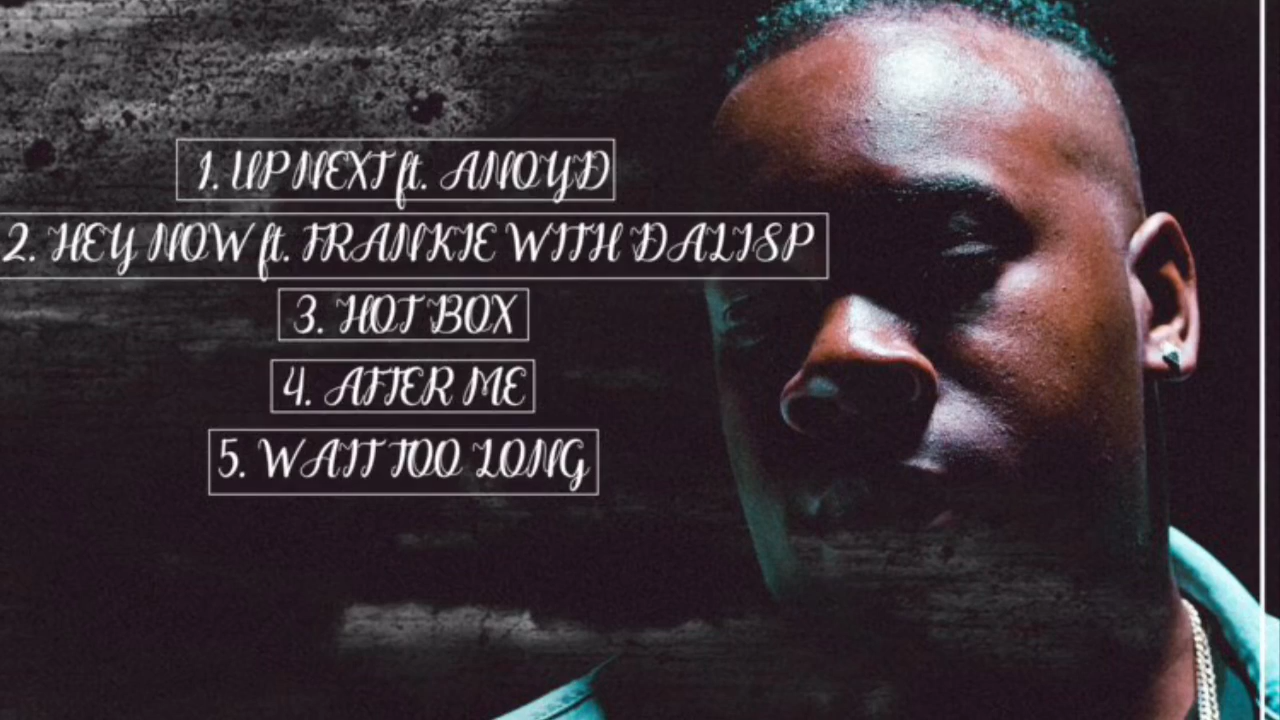 1. UP NEXT ft. ANOYD
2. HEY NOW ft. FRANKIE WITH DALISP
3. HOT BOX
4. AFTER ME
5. WAIT TOO LONG